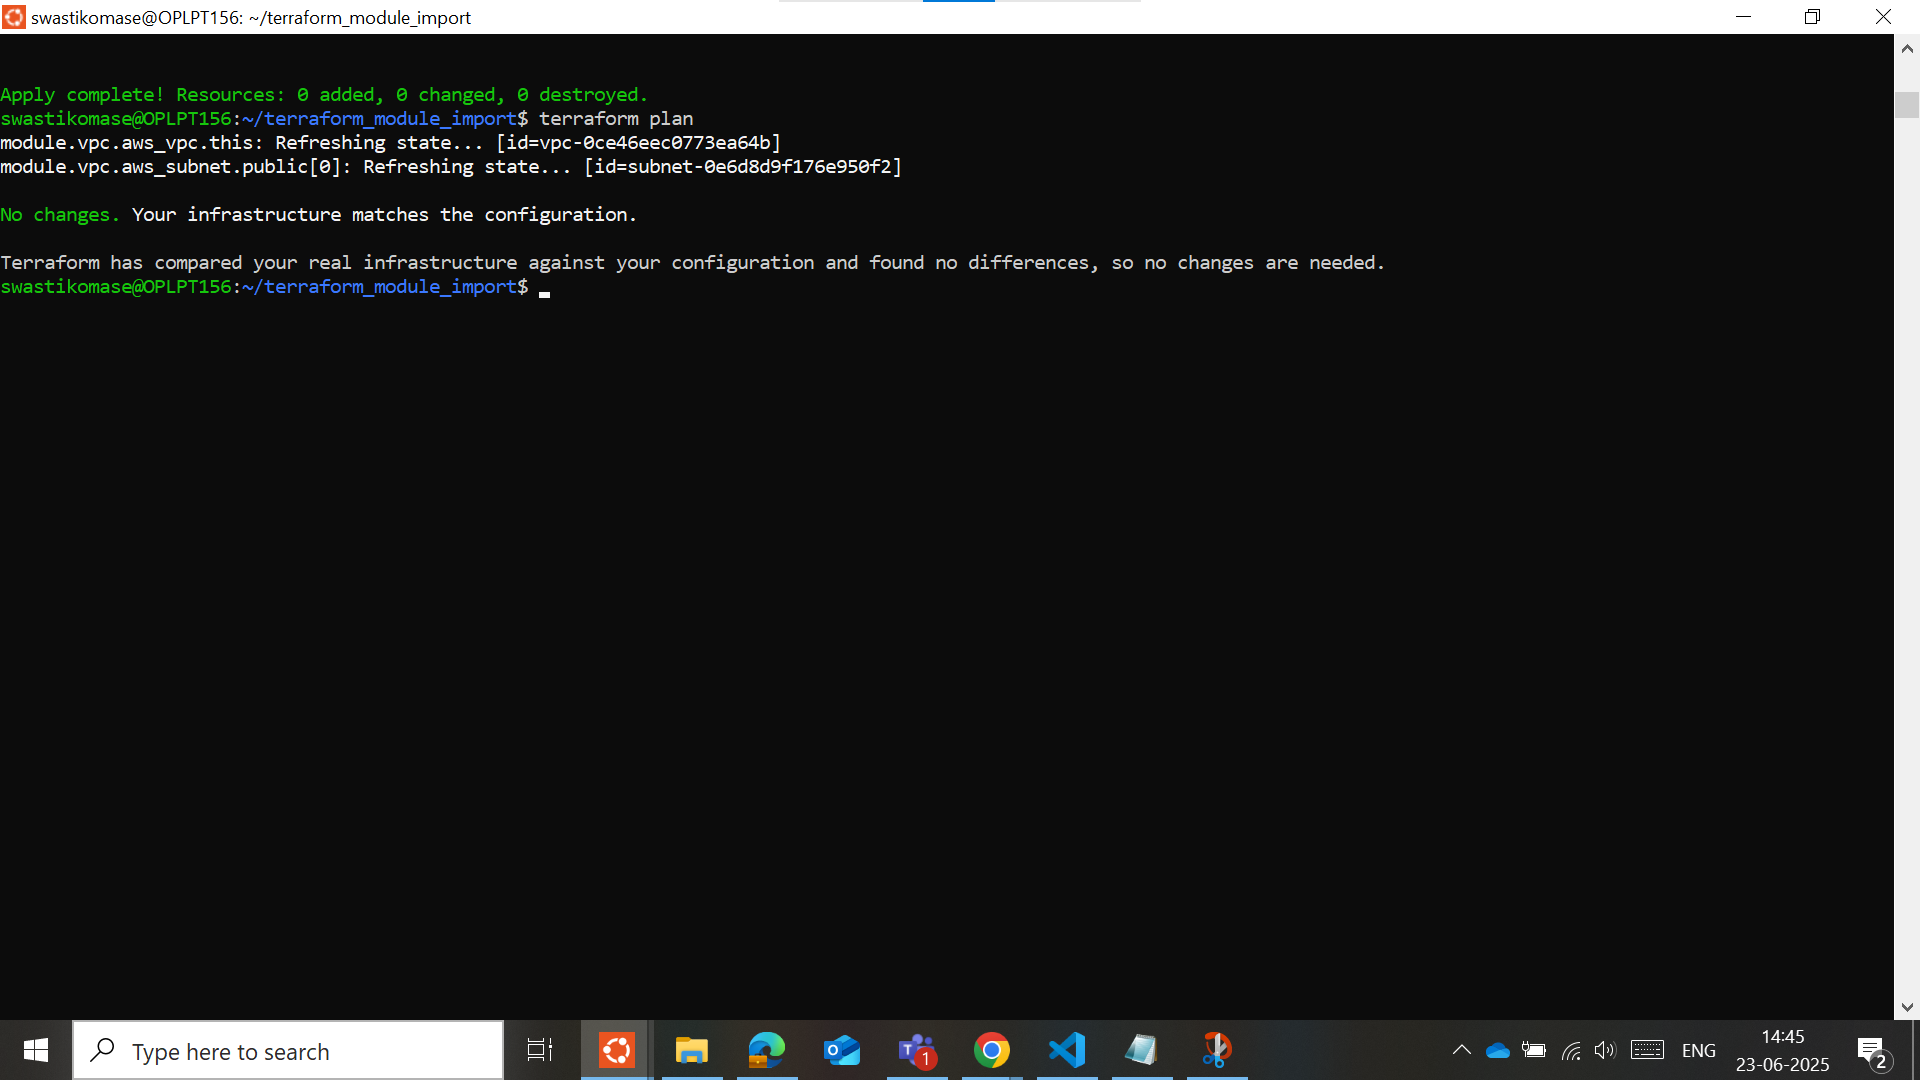 swastikomase@OPLPT156: ~/terraform_module_import
Apply complete! Resources: 0 added, 0 changed, 0 destroyed.
swastikomase@OPLPT156:~/terraform_module_import$ terraform plan
module.vpc.aws_vpc.this: Refreshing state... [id=vpc-0ce46eec0773ea64b]
module.vpc.aws_subnet.public[0]: Refreshing state... [id=subnet-0e6d8d9f176e950f2]
No changes. Your infrastructure matches the configuration.
Terraform has compared your real infrastructure against your configuration and found no differences, so no changes are needed.
swastikomase@OPLPT156:~/terraform_module_import$
Type here to search
1
ENG
14:45
23-06-2025
2